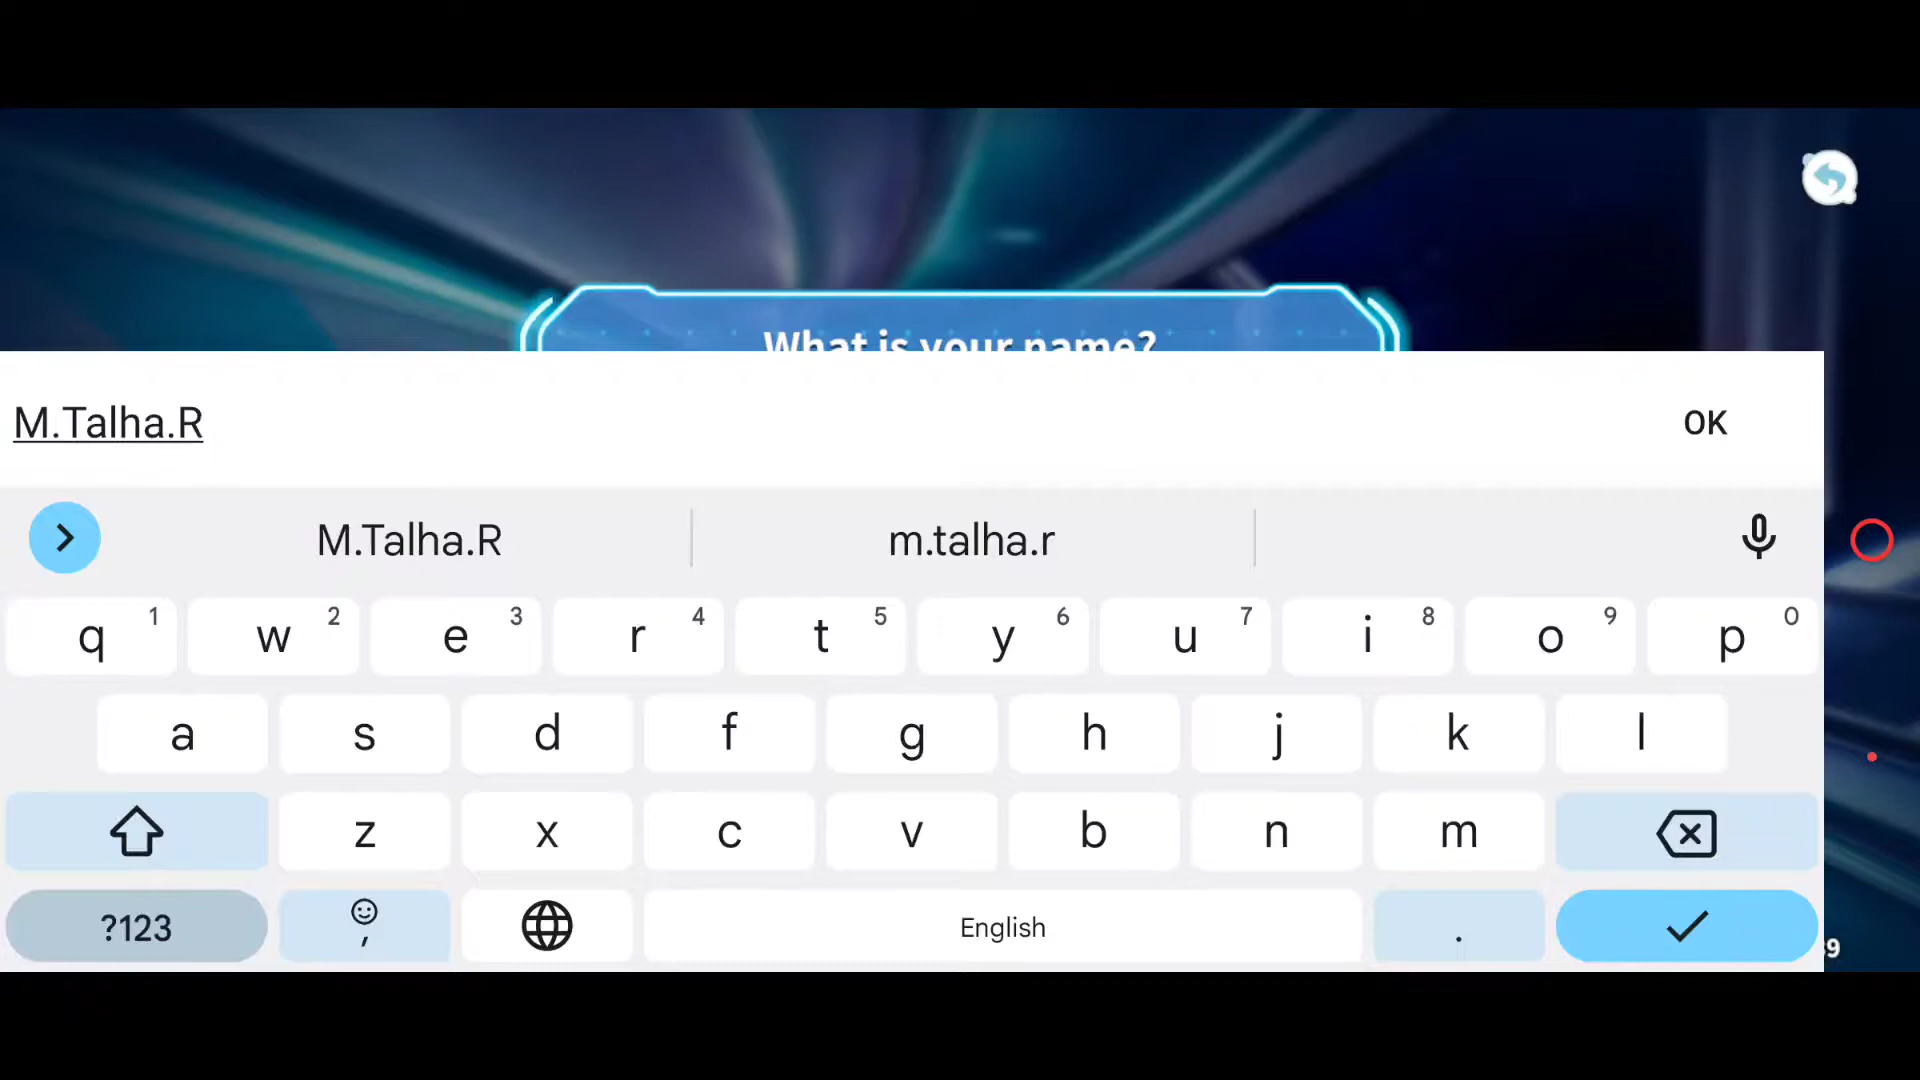 What is your name?
M.Talha.R
OK
M.Talha.R m.talha.r
q 1 w 2 e 3 r 4 t 5 y 6 u 7 i 8 o 9 p 0
a s d f g h j k l
z x c v b n m
?123 , English .
9